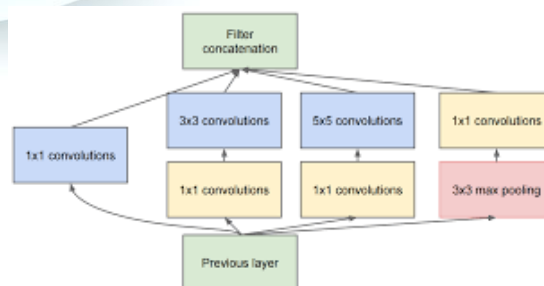 Filter
concatenation
3x3 convolutions
5x5 convolutions
1x1 convolutions
1x1 convolutions
1x1 convolutions
1x1 convolutions
3x3 max pooling
Previous layer